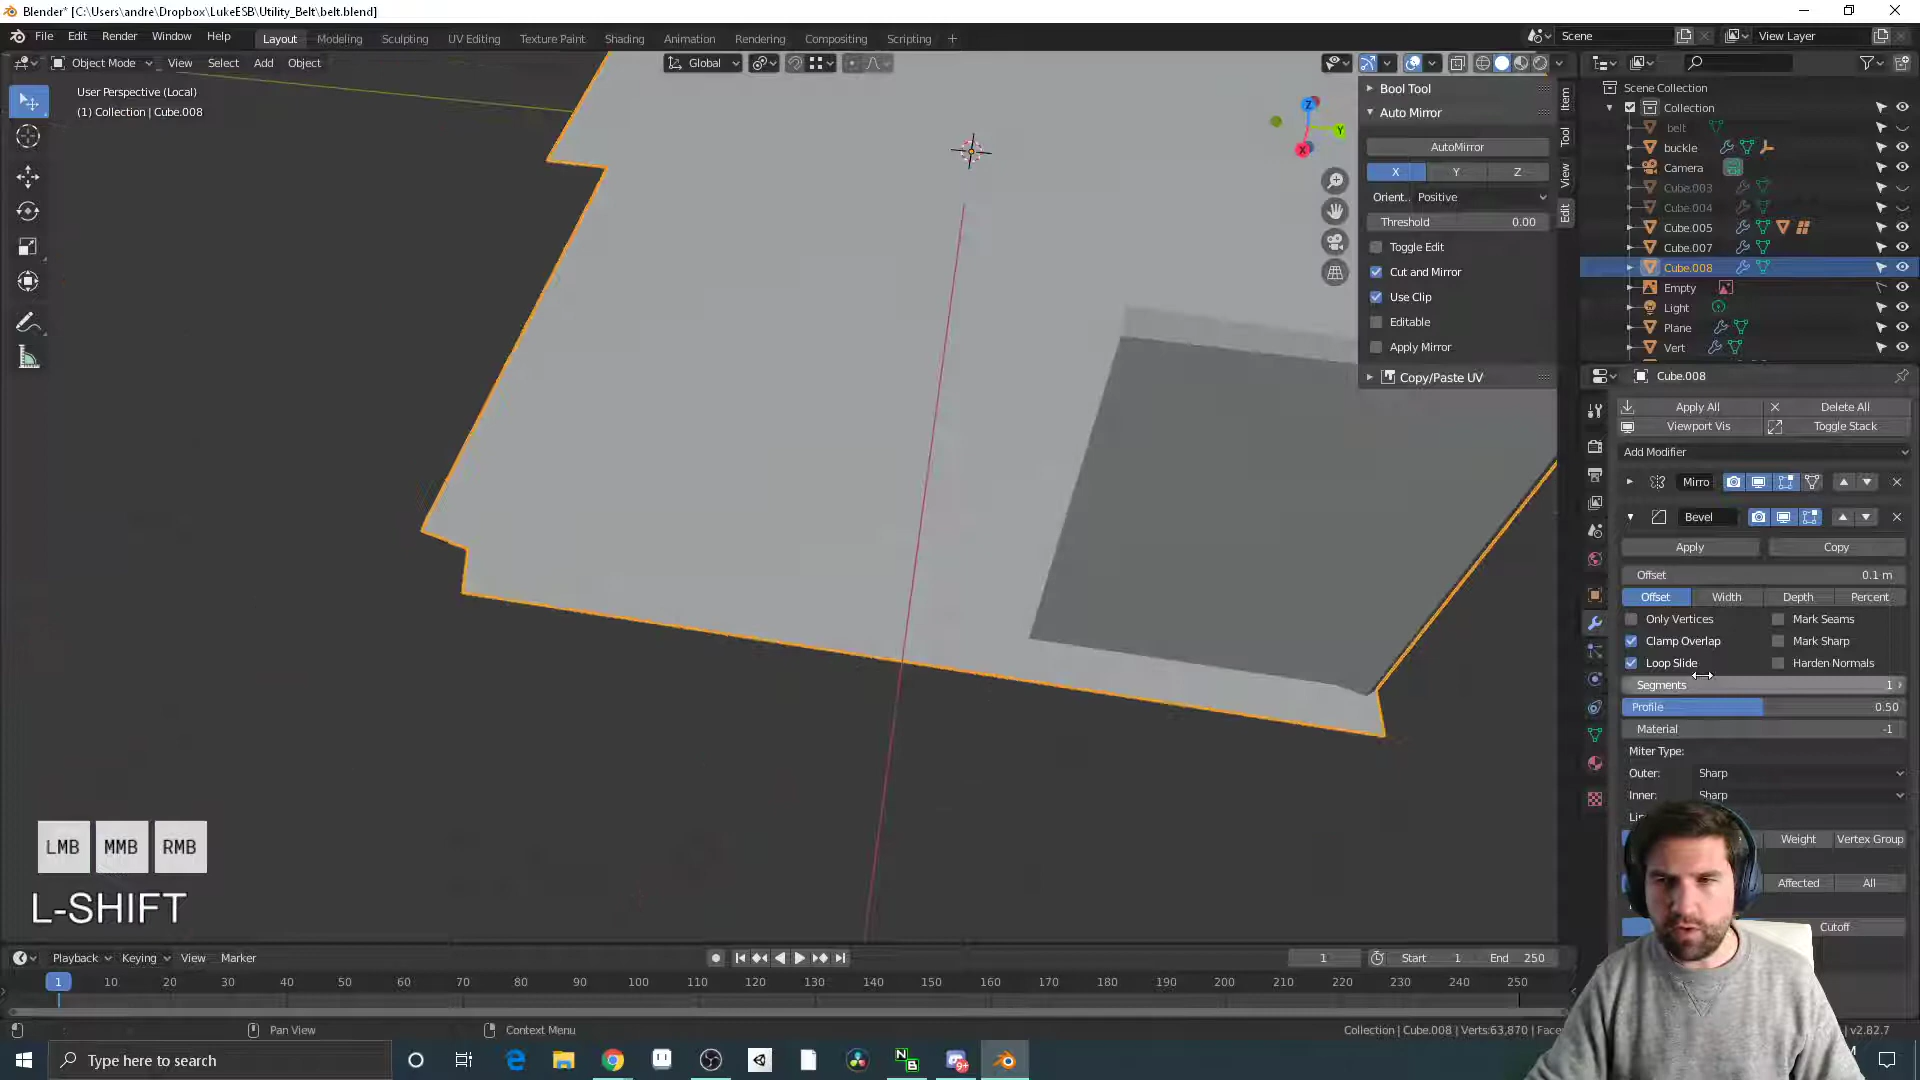 Blender* [C:\Users\andre\Dropbox\LukeESB\Utility_Belt\belt.blend]
File Edit Render Window Help
Layout Modeling Sculpting UV Editing Texture Paint Shading Animation Rendering Compositing Scripting
Scene
View Layer
Object Mode View Select Add Object
Global
User Perspective (Local)
(1) Collection | Cube.008
Z
Y
X
Bool Tool
Auto Mirror
AutoMirror
X Y Z
Orient.. Positive
Threshold 0.00
Toggle Edit
Cut and Mirror
Use Clip
Editable
Apply Mirror
Copy/Paste UV
Item
Tool
View
Edit
Scene Collection
Collection
belt
buckle
Camera
Cube.003
Cube.004
Cube.005
Cube.007
Cube.008
Empty
Light
Plane
Vert
Cube.008
Apply All Delete All
Viewport Vis Toggle Stack
Add Modifier
Mirro
Bevel
Apply Copy
Offset 0.1 m
Offset Width Depth Percent
Only Vertices Mark Seams
Clamp Overlap Mark Sharp
Loop Slide Harden Normals
Segments 1
Profile 0.50
Material -1
Miter Type:
Outer: Sharp
Inner: Sharp
Weight Vertex Group
Affected All
Cutoff
LMB MMB RMB
L-SHIFT
Playback Keying View Marker
1 Start 1 End 250
1 10 20 30 40 50 60 70 80 90 100 110 120 130 140 150 160 170 180 190 200 210 220 230 240 250
Pan View
Context Menu
Collection | Cube.008 | Verts:63,870 | Face
v2.82.7
Type here to search